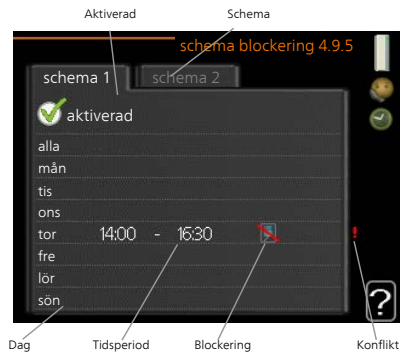 Aktiverad Schema
schema blockering 4.9.5
schema 1 schema 2
aktiverad
alla
mån
tis
ons
tor 14:00 - 16:30 !
fre
lör
sön
?
Dag Tidsperiod Blockering Konflikt